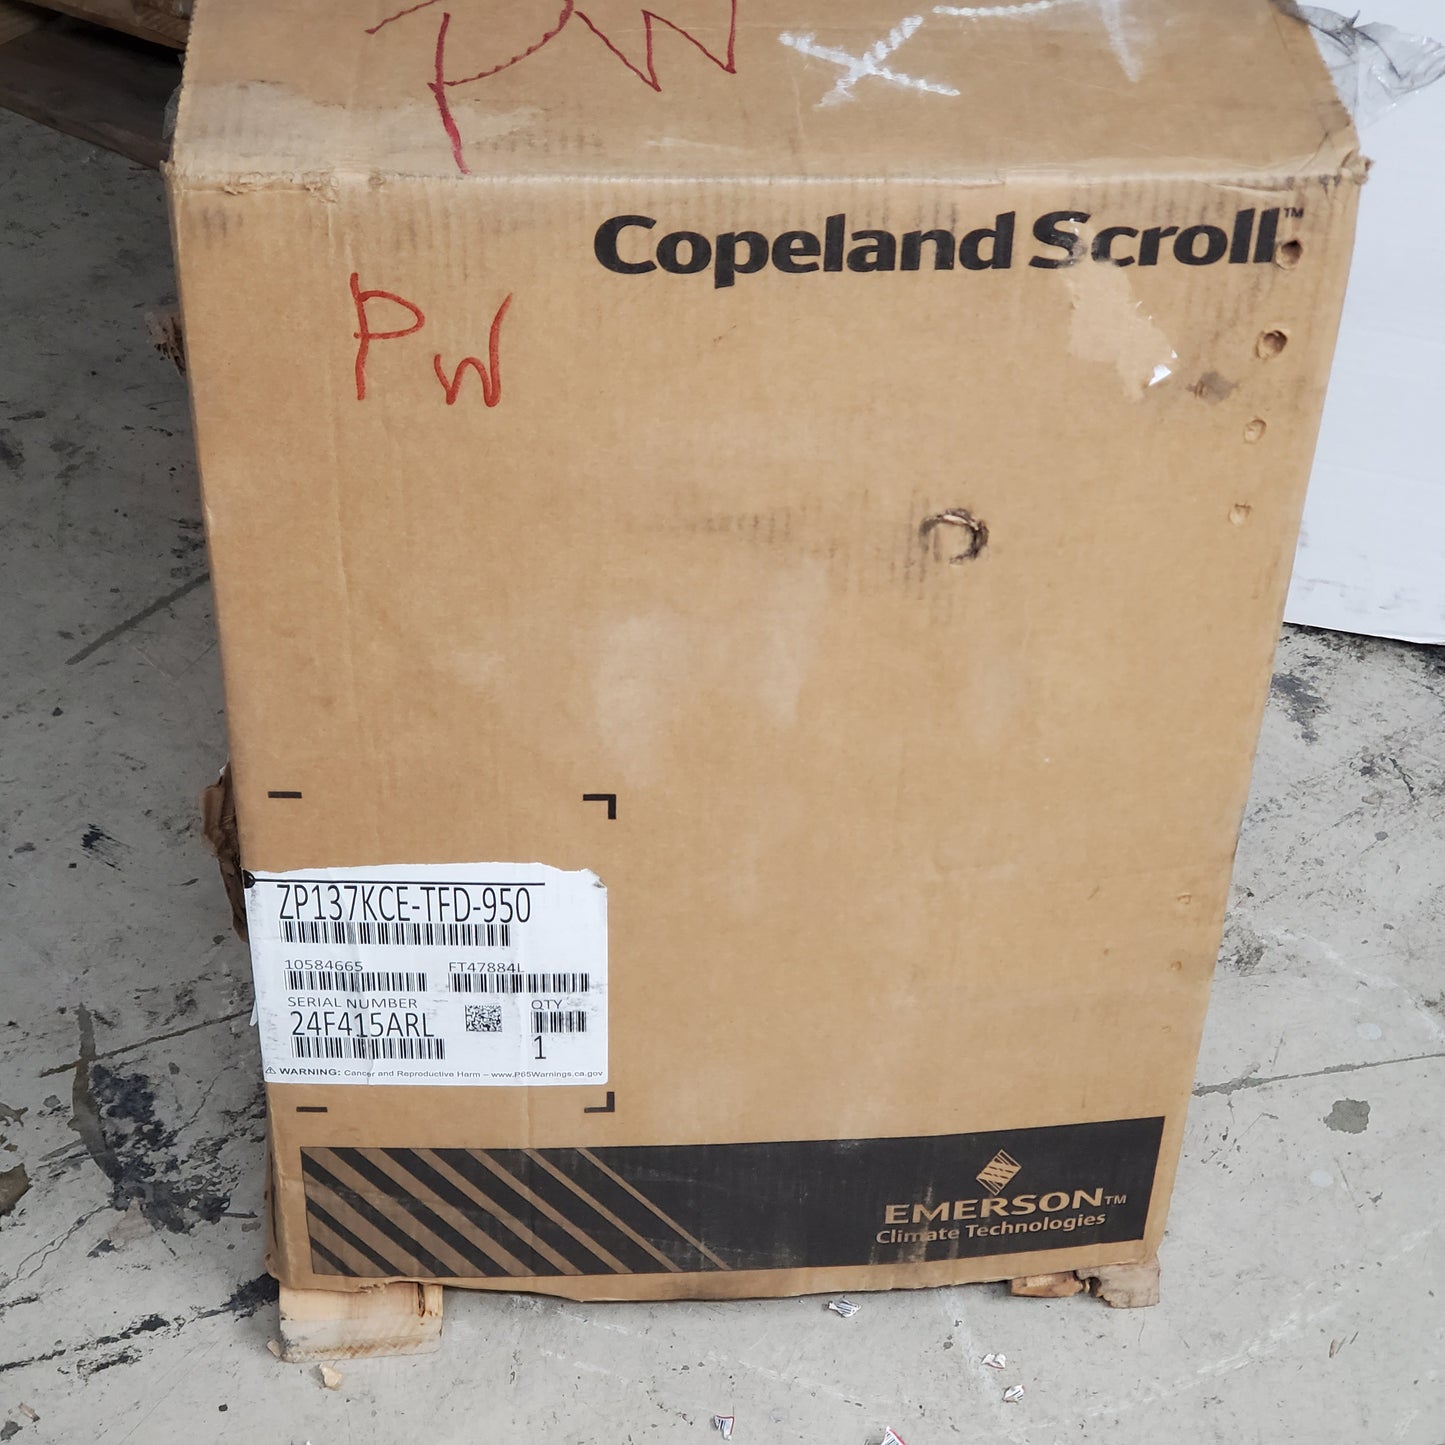 PW X
Copeland Scroll™
PW
ZP137KCE-TFD-950
10584665 FT47884L
SERIAL NUMBER QTY
24F415ARL 1
⚠ WARNING: Cancer and Reproductive Harm – www.P65Warnings.ca.gov
EMERSON™
Climate Technologies